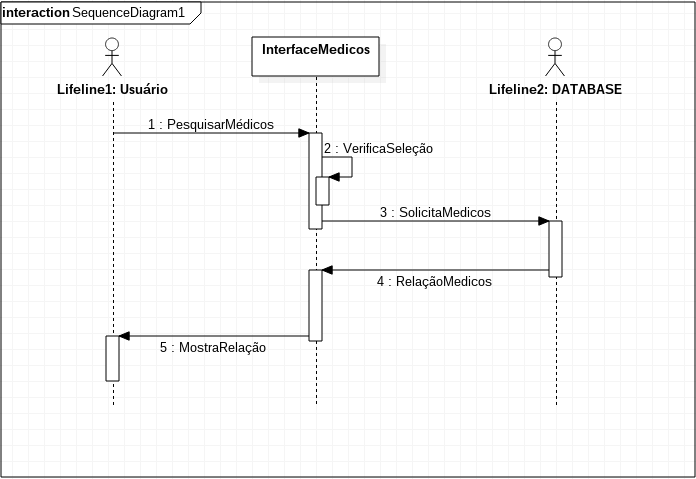 interaction SequenceDiagram1
InterfaceMedicos
Lifeline1: Usuário
Lifeline2: DATABASE
1 : PesquisarMédicos
2 : VerificaSeleção
3 : SolicitaMedicos
4 : RelaçãoMedicos
5 : MostraRelação